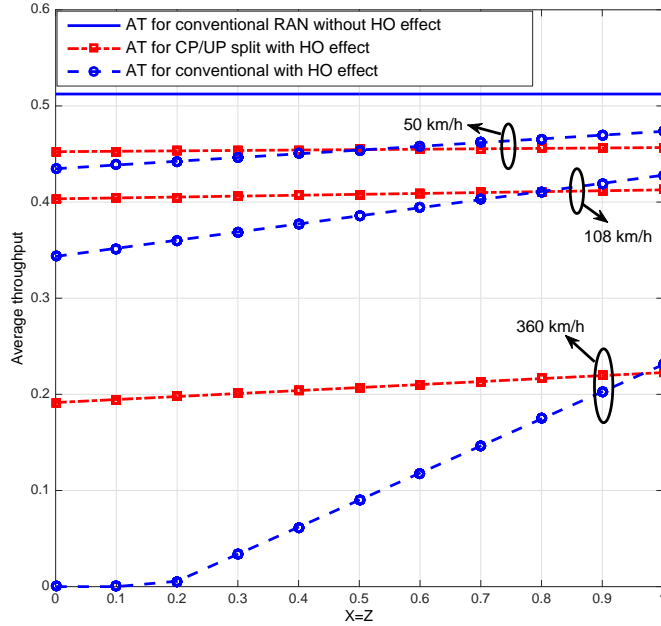 0.6
AT for conventional RAN without HO effect
AT for CP/UP split with HO effect
AT for conventional with HO effect
0.5
50 km/h
0.4
108 km/h
0.3
360 km/h
0.2
0.1
0
Average throughput
0 0.1 0.2 0.3 0.4 0.5 0.6 0.7 0.8 0.9 1
X=Z